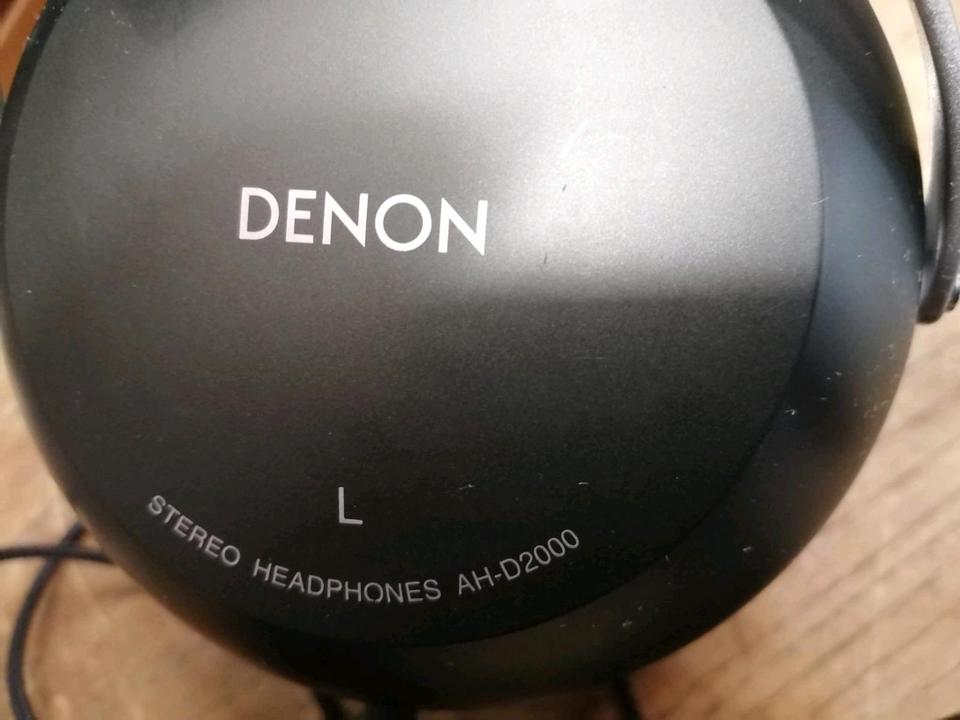 DENON
L
STEREO HEADPHONES AH-D2000